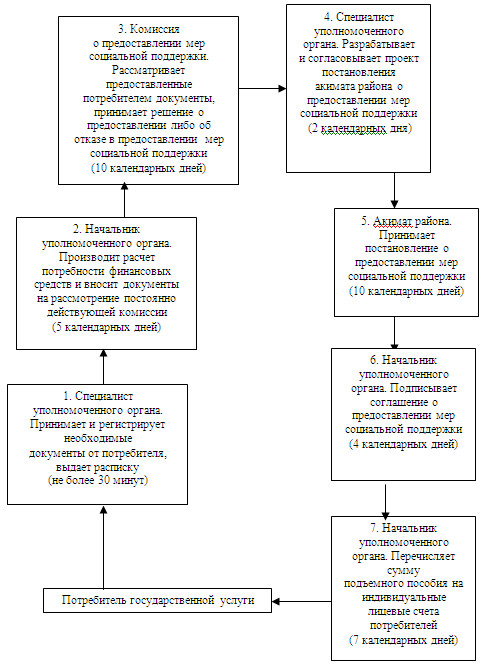 3. Комиссия
о предоставлении мер
социальной поддержки.
Рассматривает
предоставленные
потребителем документы,
принимает решение о
предоставлении либо об
отказе в предоставлении мер
социальной поддержки
(10 календарных дней)
4. Специалист
уполномоченного
органа. Разрабатывает
и согласовывает проект
постановления
акимата района о
предоставлении мер
социальной поддержки
(2 календарных дня)
2. Начальник
уполномоченного органа.
Производит расчет
потребности финансовых
средств и вносит документы
на рассмотрение постоянно
действующей комиссии
(5 календарных дней)
5. Акимат района.
Принимает
постановление о
предоставлении мер
социальной поддержки
(10 календарных дней)
1. Специалист
уполномоченного органа.
Принимает и регистрирует
необходимые
документы от потребителя,
выдает расписку
(не более 30 минут)
6. Начальник
уполномоченного
органа. Подписывает
соглашение о
предоставлении мер
социальной поддержки
(4 календарных дней)
7. Начальник
уполномоченного
органа. Перечисляет
сумму
подъемного пособия на
индивидуальные
лицевые счета
потребителей
(7 календарных дней)
Потребитель государственной услуги